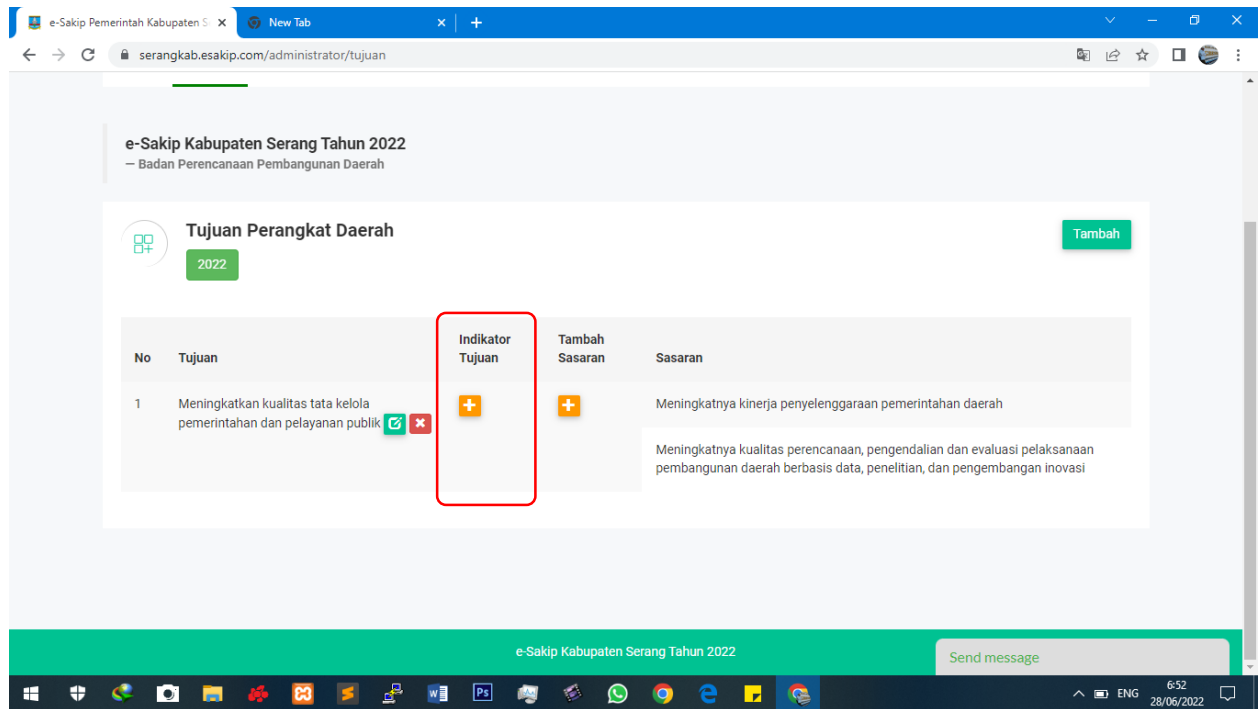 e-Sakip Pemerintah Kabupaten S
New Tab
serangkab.esakip.com/administrator/tujuan
e-Sakip Kabupaten Serang Tahun 2022
— Badan Perencanaan Pembangunan Daerah
Tujuan Perangkat Daerah
Tambah
2022
No
Tujuan
Indikator
Tujuan
Tambah
Sasaran
Sasaran
1
Meningkatkan kualitas tata kelola
pemerintahan dan pelayanan publik
Meningkatnya kinerja penyelenggaraan pemerintahan daerah
Meningkatnya kualitas perencanaan, pengendalian dan evaluasi pelaksanaan
pembangunan daerah berbasis data, penelitian, dan pengembangan inovasi
e-Sakip Kabupaten Serang Tahun 2022
Send message
Ps
ENG
6:52
28/06/2022